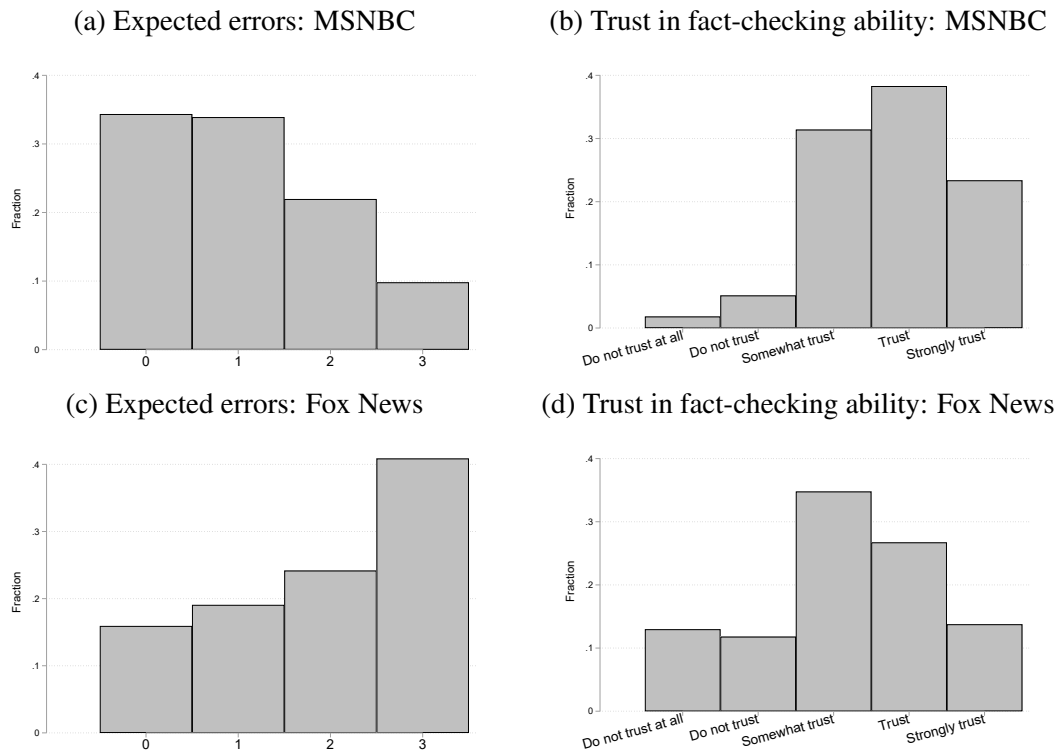 (a) Expected errors: MSNBC
.4
.3
.2
.1
0
Fraction
0 1 2 3
(b) Trust in fact-checking ability: MSNBC
.4
.3
.2
.1
0
Fraction
Do not trust at all
Do not trust
Somewhat trust
Trust
Strongly trust
(c) Expected errors: Fox News
.4
.3
.2
.1
0
Fraction
0 1 2 3
(d) Trust in fact-checking ability: Fox News
.4
.3
.2
.1
0
Fraction
Do not trust at all
Do not trust
Somewhat trust
Trust
Strongly trust